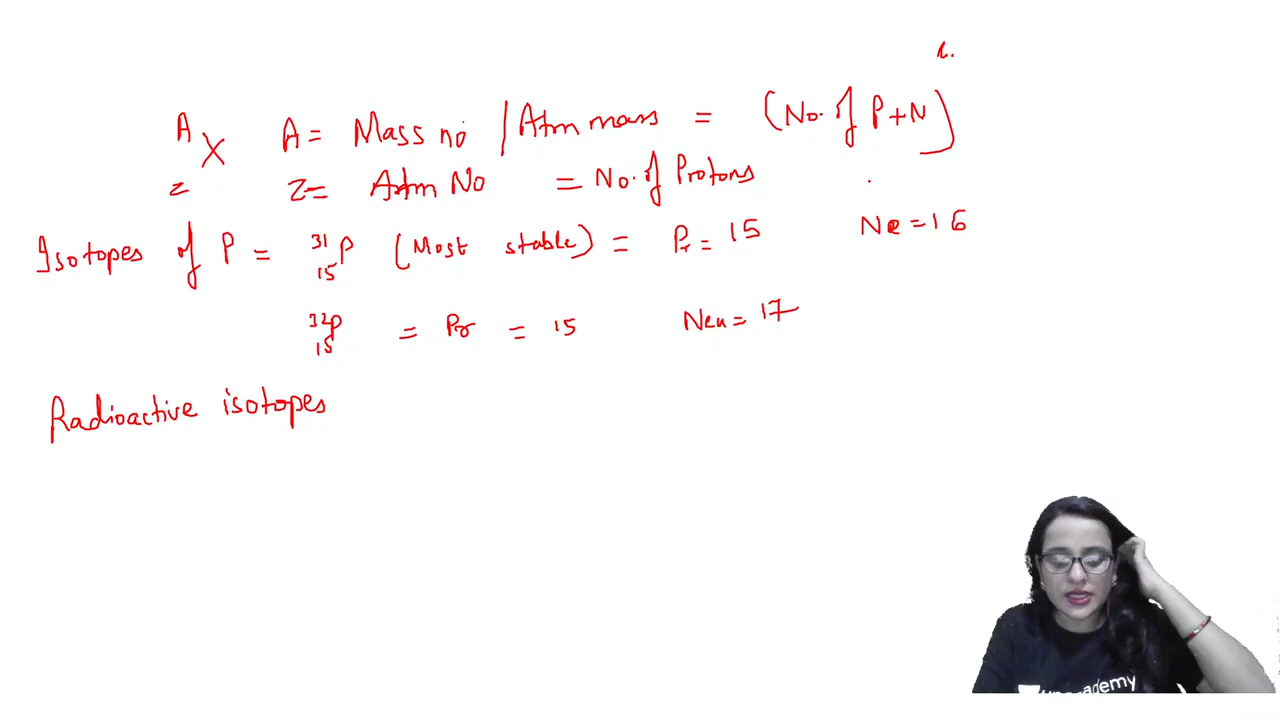 A X A = Mass no / Atm mass = (No. of P+N)
Z Z = Atm No = No. of Protons
Isotopes of P = 31 15 P (Most stable) = Pr = 15 Ne = 16
32 15 P = Pr = 15 Neu = 17
Radioactive isotopes